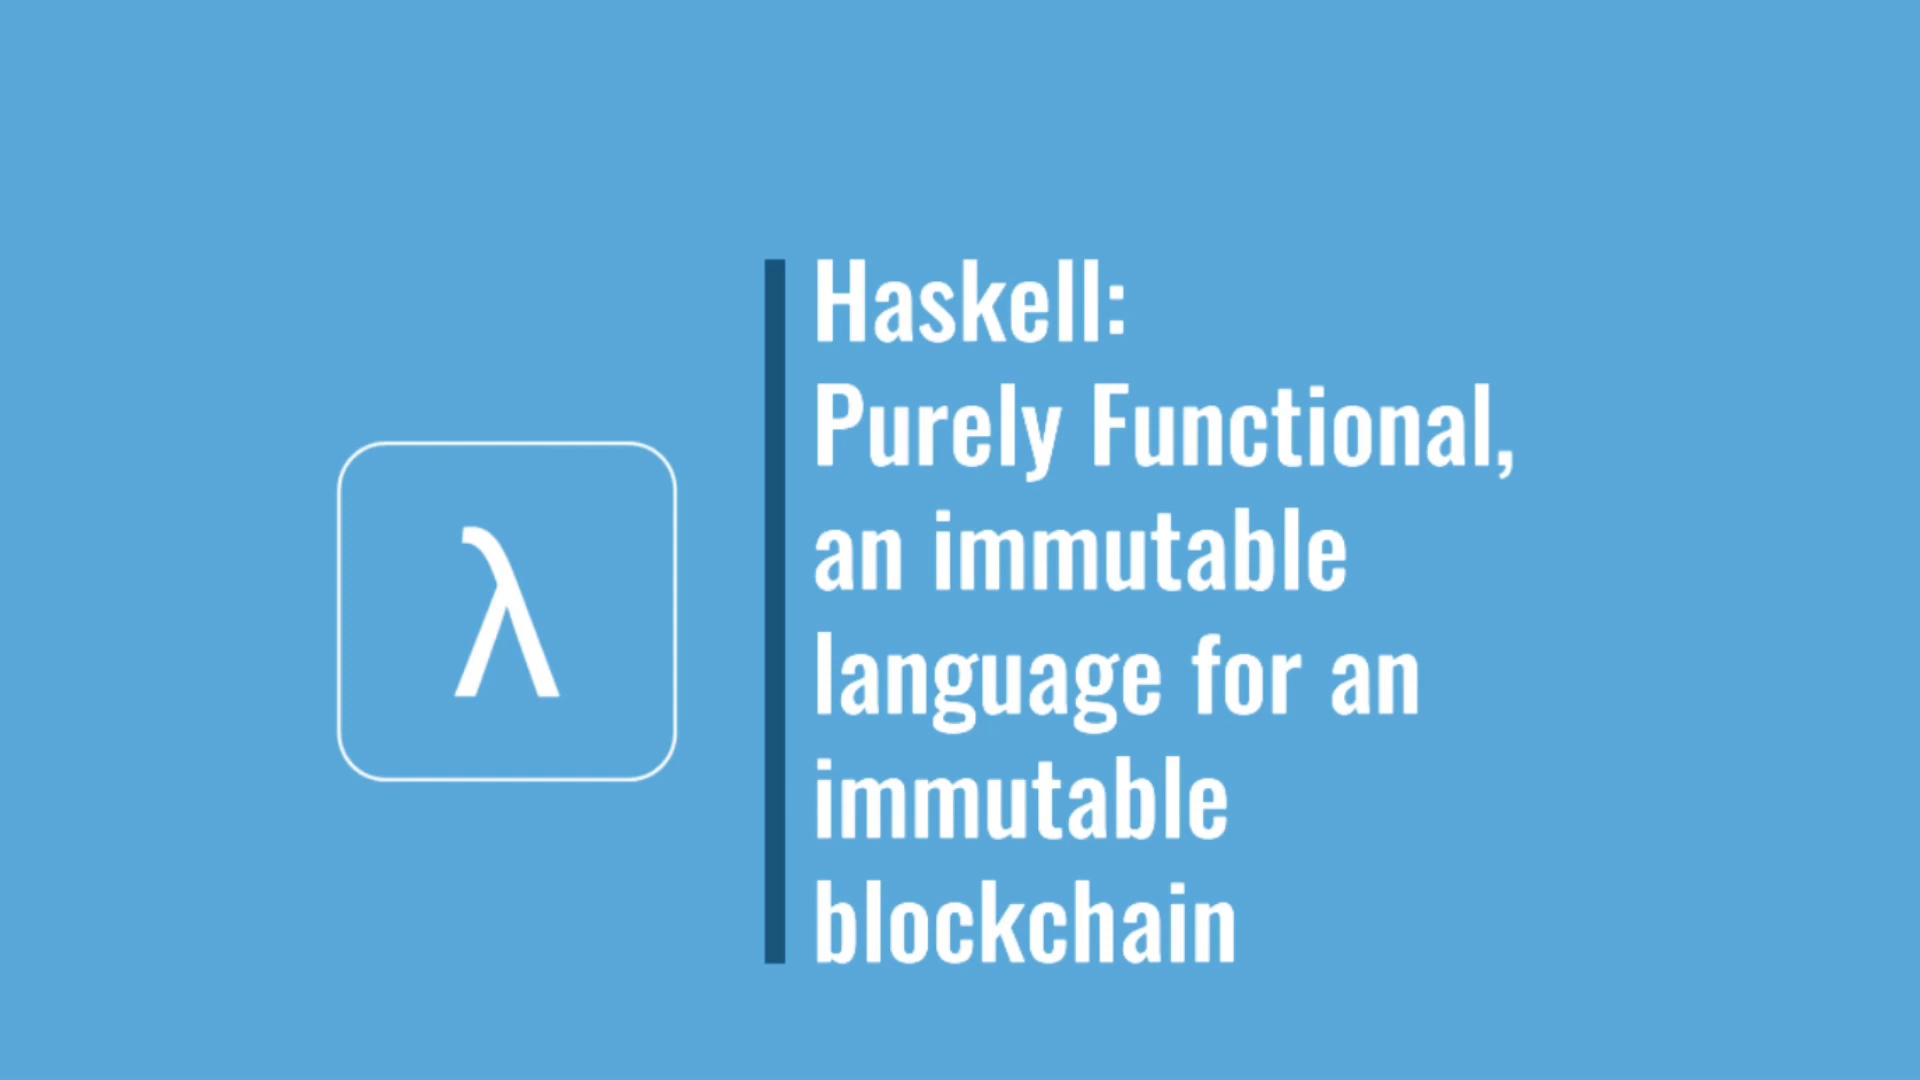 λ
Haskell:
Purely Functional,
an immutable
language for an
immutable
blockchain